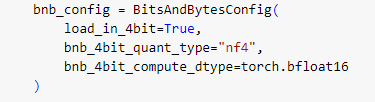 bnb_config = BitsAndBytesConfig(
    load_in_4bit=True,
    bnb_4bit_quant_type="nf4",
    bnb_4bit_compute_dtype=torch.bfloat16
)